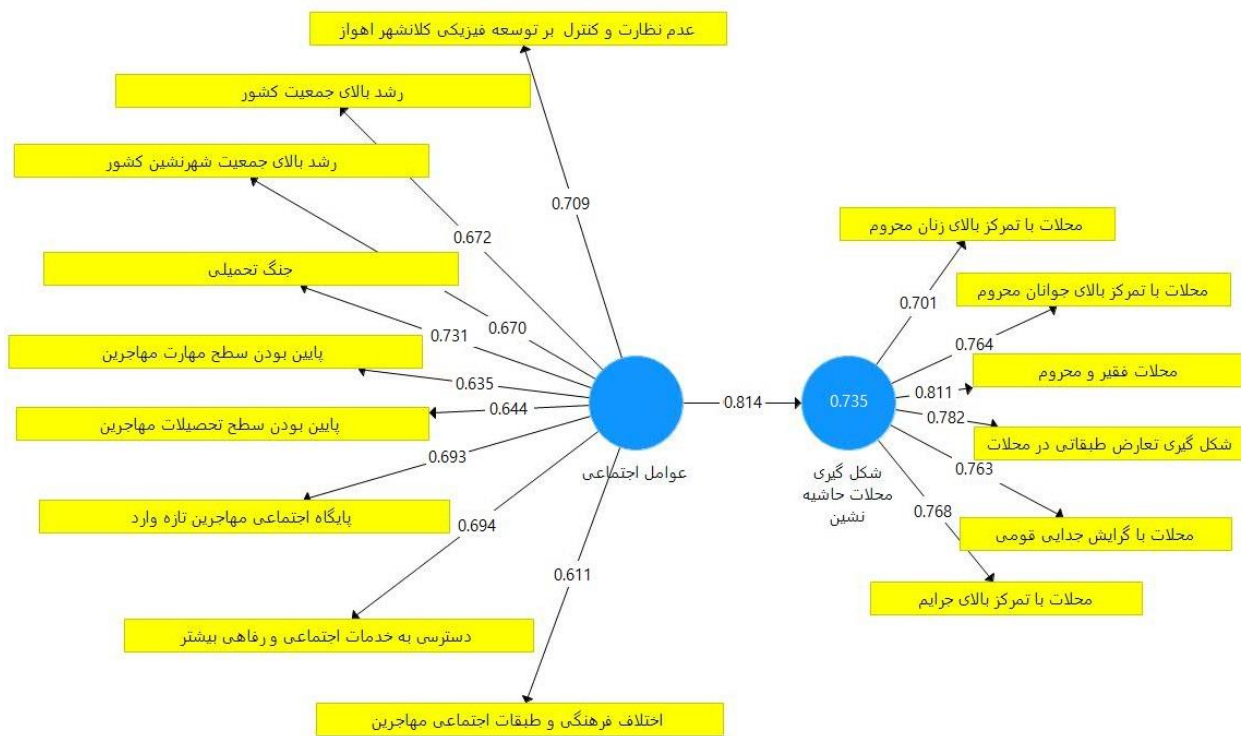 عدم نظارت و کنترل بر توسعه فیزیکی کلانشهر اهواز
رشد بالای جمعیت کشور
رشد بالای جمعیت شهرنشین کشور
جنگ تحمیلی
پایین بودن سطح مهارت مهاجرین
پایین بودن سطح تحصیلات مهاجرین
پایگاه اجتماعی مهاجرین تازه وارد
دسترسی به خدمات اجتماعی و رفاهی بیشتر
اختلاف فرهنگی و طبقات اجتماعی مهاجرین
0.709
0.672
0.670
0.731
0.635
0.644
0.693
0.694
0.611
عوامل اجتماعی
0.814
0.735
شکل گیری
محلات حاشیه
نشین
0.701
0.764
0.811
0.782
0.763
0.768
محلات با تمرکز بالای زنان محروم
محلات با تمرکز بالای جوانان محروم
محلات فقیر و محروم
شکل گیری تعارض طبقاتی در محلات
محلات با گرایش جدایی قومی
محلات با تمرکز بالای جرایم